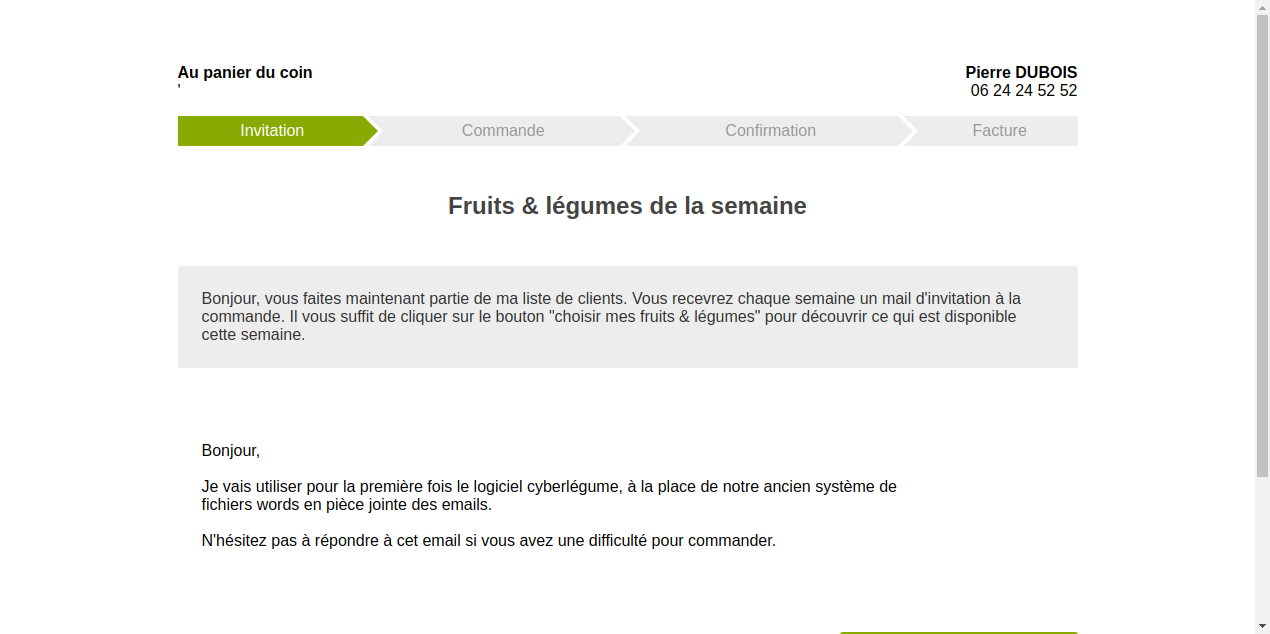 Au panier du coin
'
Pierre DUBOIS
06 24 24 52 52
Invitation
Commande
Confirmation
Facture
Fruits & légumes de la semaine
Bonjour, vous faites maintenant partie de ma liste de clients. Vous recevrez chaque semaine un mail d'invitation à la
commande. Il vous suffit de cliquer sur le bouton "choisir mes fruits & légumes" pour découvrir ce qui est disponible
cette semaine.
Bonjour,
Je vais utiliser pour la première fois le logiciel cyberlégume, à la place de notre ancien système de
fichiers words en pièce jointe des emails.
N'hésitez pas à répondre à cet email si vous avez une difficulté pour commander.